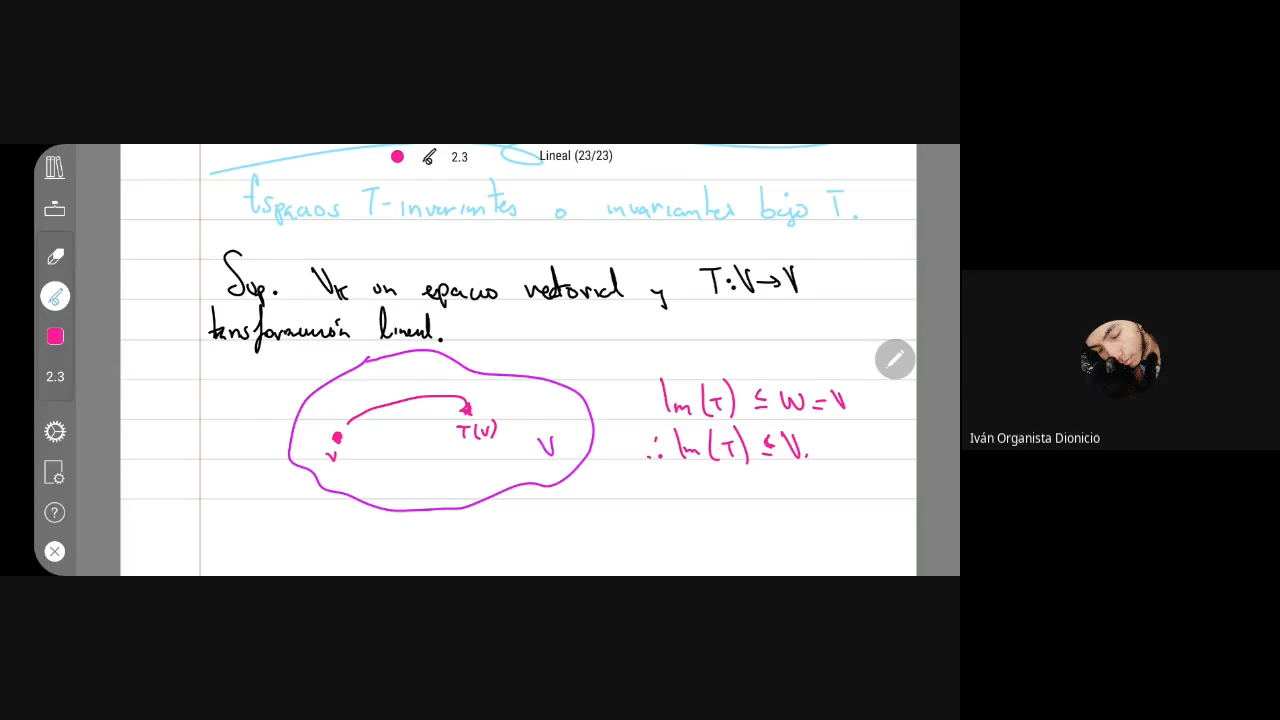 2.3
Lineal (23/23)
Espacios T-invariantes o invariantes bajo T.
Sup. V_K un espacio vectorial y T:V→V
transformación lineal.
2.3
v
T(v)
V
Im(T) ≤ W = V
∴ Im(T) ≤ V.
Iván Organista Dionicio